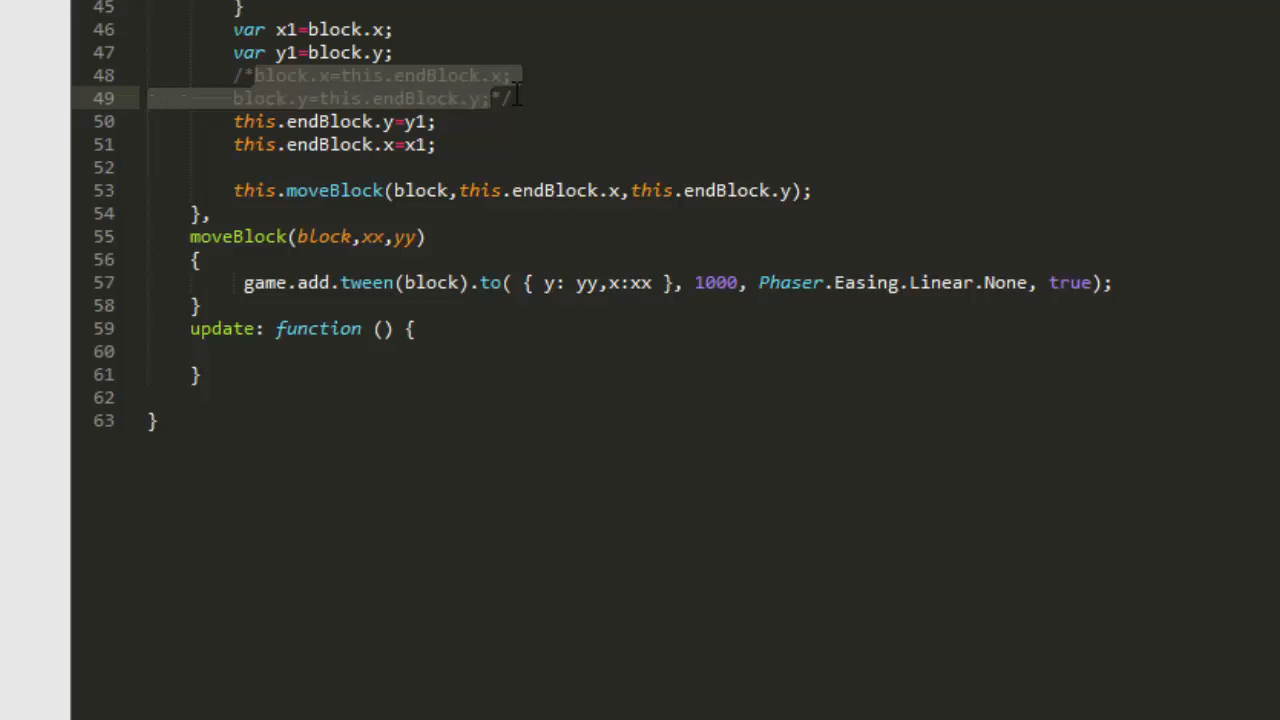 45 }
46 var x1=block.x;
47 var y1=block.y;
48 /*block.x=this.endBlock.x;
49 block.y=this.endBlock.y;*/
50 this.endBlock.y=y1;
51 this.endBlock.x=x1;
52
53 this.moveBlock(block,this.endBlock.x,this.endBlock.y);
54 },
55 moveBlock(block,xx,yy)
56 {
57 game.add.tween(block).to( { y: yy,x:xx }, 1000, Phaser.Easing.Linear.None, true);
58 }
59 update: function () {
60
61 }
62
63 }